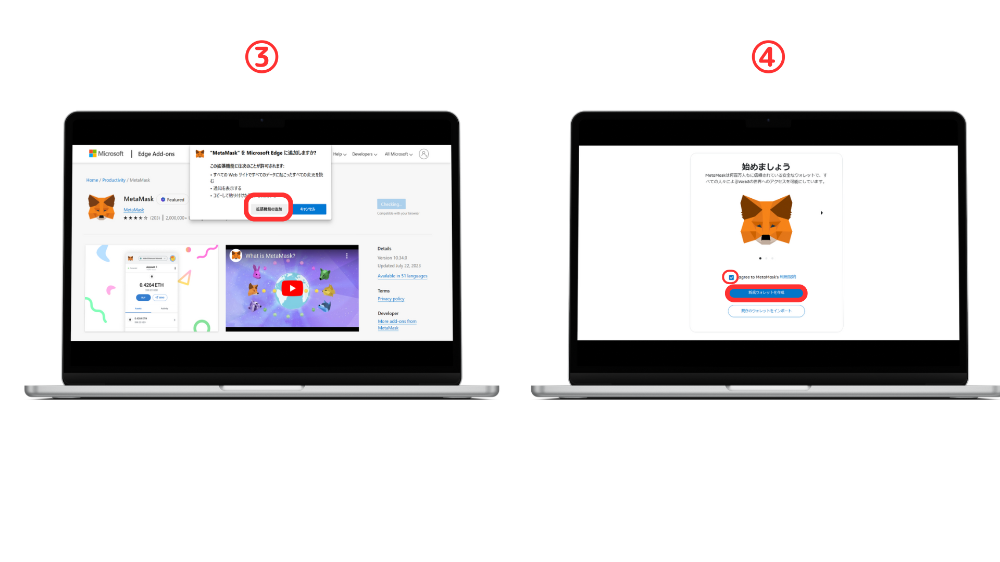 ③
Microsoft | Edge Add-ons
Help
Developers
All Microsoft
"MetaMask" を Microsoft Edge に追加しますか?
この拡張機能には次のことが許可されます:
• すべての Web サイトですべてのデータに起こったすべての変更を読
む
• 通知を表示する
• コピーして貼り付けた
拡張機能の追加
キャンセル
Home / Productivity / MetaMask
MetaMask
Featured
MetaMask
(203) | 2,000,000+
Checking...
Compatible with your browser
Account 1
0.4264 ETH
BUY
SEND
Assets
Activity
0.4264 ETH
What is MetaMask?
Details
Version 10.34.0
Updated July 22, 2023
Available in 51 languages
Terms
Privacy policy
Developer
More add-ons from
MetaMask
④
始めましょう
MetaMaskは何百万人もに信頼されている安全なウォレットで、す
べての人々によるWeb3の世界へのアクセスを可能にしています。
agree to MetaMask's 利用規約
新規ウォレットを作成
既存のウォレットをインポート